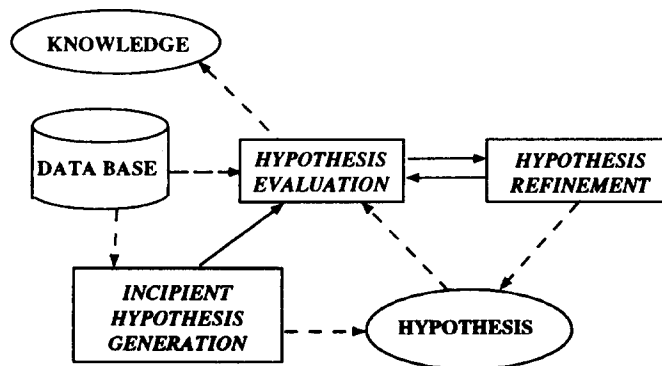 KNOWLEDGE
DATA BASE
HYPOTHESIS
EVALUATION
HYPOTHESIS
REFINEMENT
INCIPIENT
HYPOTHESIS
GENERATION
HYPOTHESIS